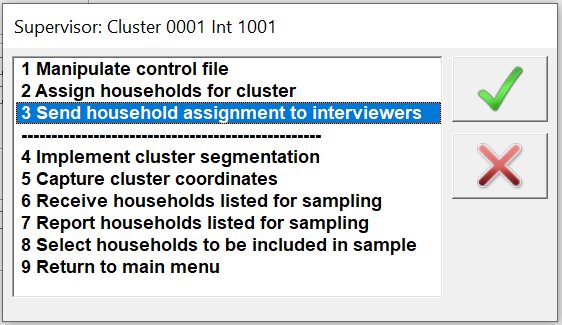 Supervisor: Cluster 0001 Int 1001
1 Manipulate control file
2 Assign households for cluster
3 Send household assignment to interviewers
--------------------------------------------------
4 Implement cluster segmentation
5 Capture cluster coordinates
6 Receive households listed for sampling
7 Report households listed for sampling
8 Select households to be included in sample
9 Return to main menu